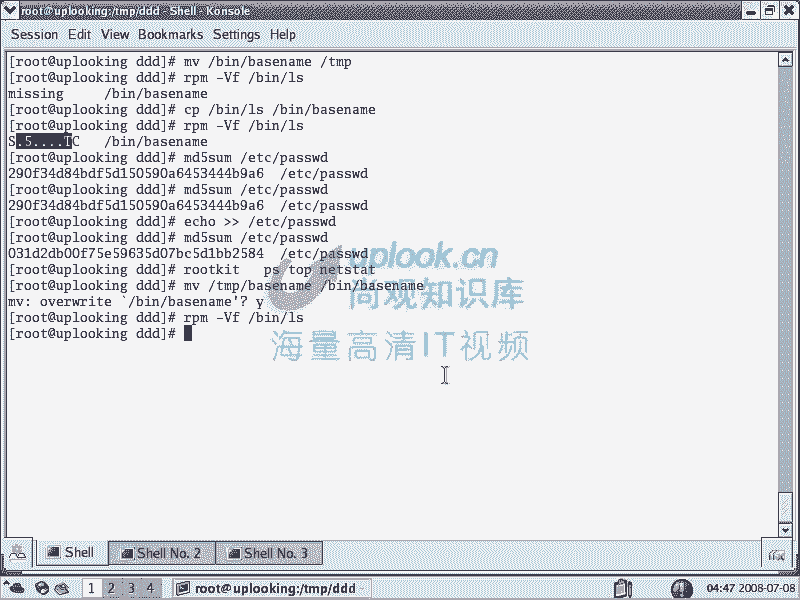 root@uplooking:/tmp/ddd - Shell - Konsole
Session Edit View Bookmarks Settings Help
[root@uplooking ddd]# mv /bin/basename /tmp
[root@uplooking ddd]# rpm -Vf /bin/ls
missing     /bin/basename
[root@uplooking ddd]# cp /bin/ls /bin/basename
[root@uplooking ddd]# rpm -Vf /bin/ls
S.5....TC   /bin/basename
[root@uplooking ddd]# md5sum /etc/passwd
290f34d84bdf5d150590a6453444b9a6  /etc/passwd
[root@uplooking ddd]# md5sum /etc/passwd
290f34d84bdf5d150590a6453444b9a6  /etc/passwd
[root@uplooking ddd]# echo >> /etc/passwd
[root@uplooking ddd]# md5sum /etc/passwd
031d2db00f75e59635d07bc5d1bb2584  /etc/passwd
[root@uplooking ddd]# rootkit   ps top netstat
[root@uplooking ddd]# mv /tmp/basename /bin/basename
mv: overwrite `/bin/basename'? y
[root@uplooking ddd]# rpm -Vf /bin/ls
[root@uplooking ddd]#
uplook.cn
尚观知识库
海量高清IT视频
Shell Shell No. 2 Shell No. 3
1 2 3 4 root@uplooking:/tmp/ddd 04:47 2008-07-08